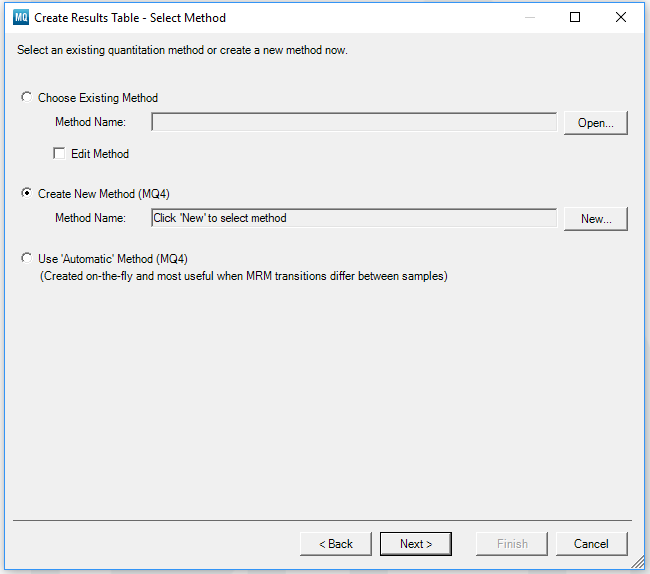 MQ Create Results Table - Select Method
Select an existing quantitation method or create a new method now.
Choose Existing Method
Method Name: Open...
Edit Method
Create New Method (MQ4)
Method Name: Click 'New' to select method New...
Use 'Automatic' Method (MQ4)
(Created on-the-fly and most useful when MRM transitions differ between samples)
< Back Next > Finish Cancel